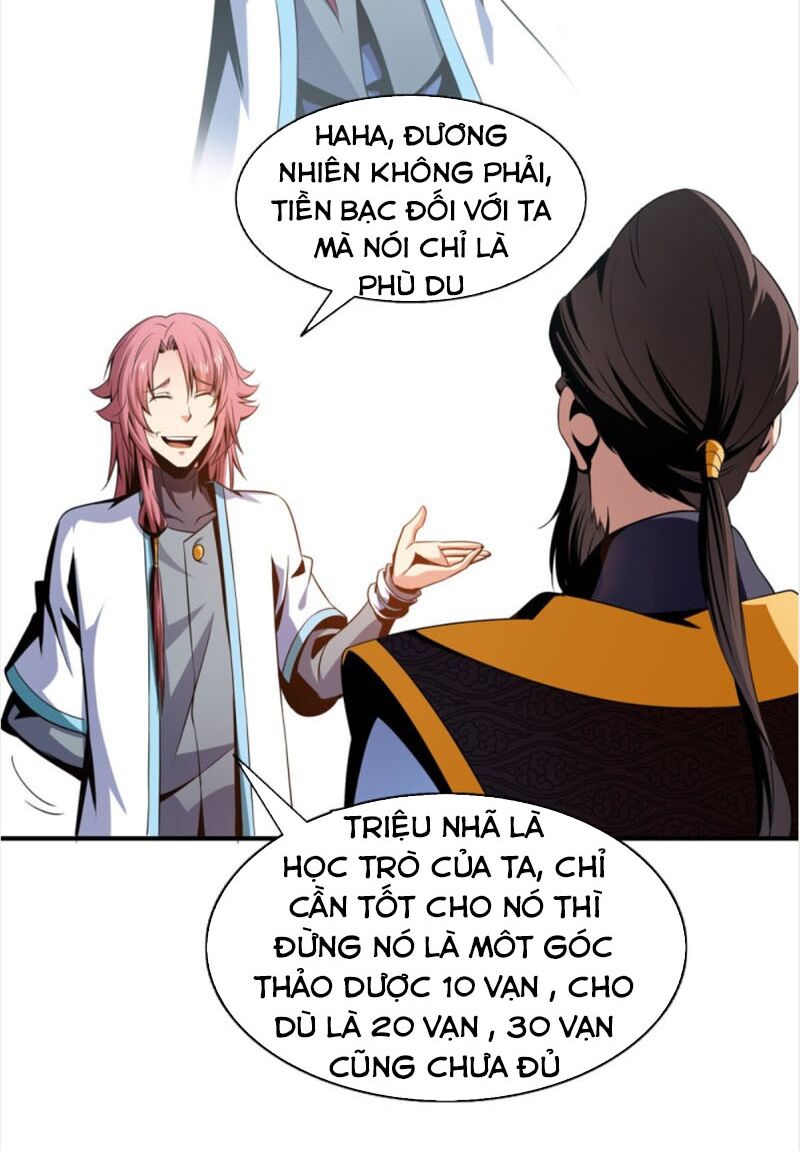 HAHA, ĐƯƠNG
NHIÊN KHÔNG PHẢI,
TIỀN BẠC ĐỐI VỚI TA
MÀ NÓI CHỈ LÀ
PHÙ DU
TRIỆU NHÃ LÀ
HỌC TRÒ CỦA TA, CHỈ
CẦN TỐT CHO NÓ THÌ
ĐỪNG NÓ LÀ MÔT GÓC
THẢO DƯỢC 10 VẠN , CHO
DÙ LÀ 20 VẠN , 30 VẠN
CŨNG CHƯA ĐỦ